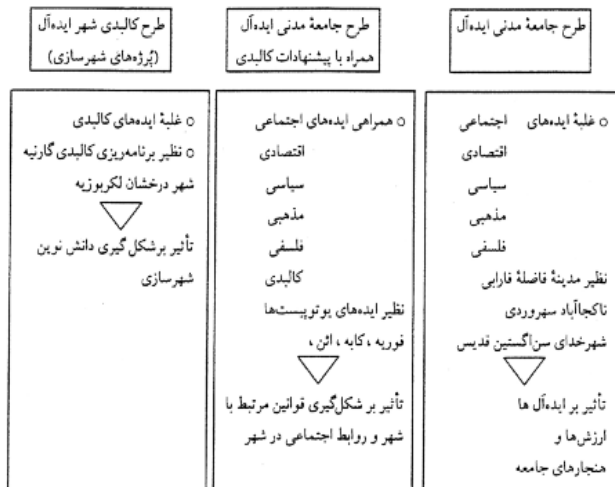 طرح جامعهٔ مدنی ایده‌آل
طرح جامعهٔ مدنی ایده‌آل
همراه با پیشنهادات کالبدی
طرح کالبدی شهر ایده‌آل
(پُرژه‌های شهرسازی)
○ غلبهٔ ایده‌های اجتماعی
اقتصادی
سیاسی
مذهبی
فلسفی
نظیر مدینهٔ فاضلهٔ فارابی
ناکجاآباد سهروردی
شهرخدای سن‌اگستین قدیس
تأثیر بر ایده‌آل ها
ارزش‌ها و
هنجارهای جامعه
○ همراهی ایده‌های اجتماعی
اقتصادی
سیاسی
مذهبی
فلسفی
کالبدی
نظیر ایده‌های یوتوپیست‌ها
فوریه ، کابه ، ائن ،
تأثیر بر شکل‌گیری قوانین مرتبط با
شهر و روابط اجتماعی در شهر
○ غلبهٔ ایده‌های کالبدی
○ نظیر برنامه‌ریزی کالبدی گارنیه
شهر درخشان لکربوزیه
تأثیر برشکل گیری دانش نوین
شهرسازی